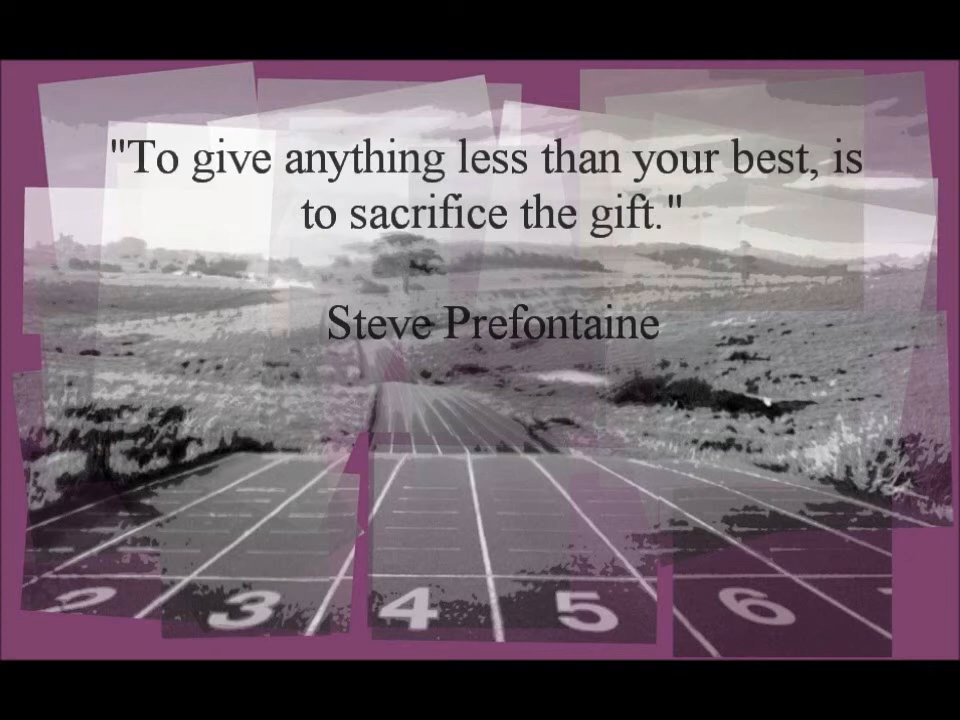 "To give anything less than your best, is
to sacrifice the gift."
Steve Prefontaine
2 3 4 5 6